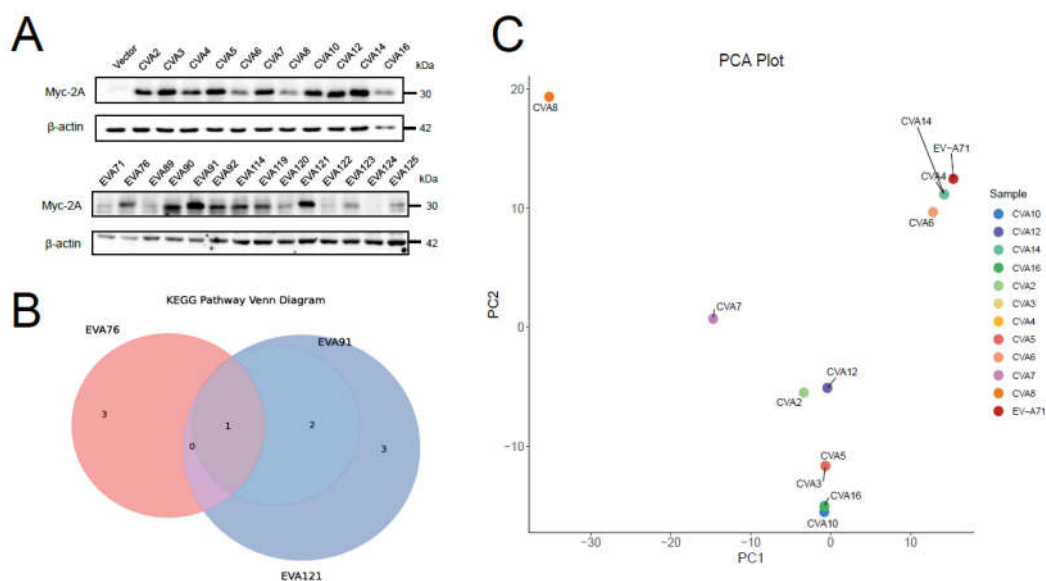 A
Vector CVA2 CVA3 CVA4 CVA5 CVA6 CVA7 CVA8 CVA10 CVA12 CVA14 CVA16
kDa
Myc-2A 30
β-actin 42
EVA71 EVA76 EVA89 EVA90 EVA91 EVA92 EVA114 EVA119 EVA120 EVA121 EVA122 EVA123 EVA124 EVA125
kDa
Myc-2A 30
β-actin 42
B
KEGG Pathway Venn Diagram
EVA76
EVA91
3
1
2
0
3
EVA121
C
PCA Plot
20
10
0
−10
PC2
CVA8
CVA14
EV−A71
CVA4
CVA6
CVA7
CVA12
CVA2
CVA5
CVA3
CVA16
CVA10
−30 −20 −10 0 10
PC1
Sample
CVA10
CVA12
CVA14
CVA16
CVA2
CVA3
CVA4
CVA5
CVA6
CVA7
CVA8
EV−A71